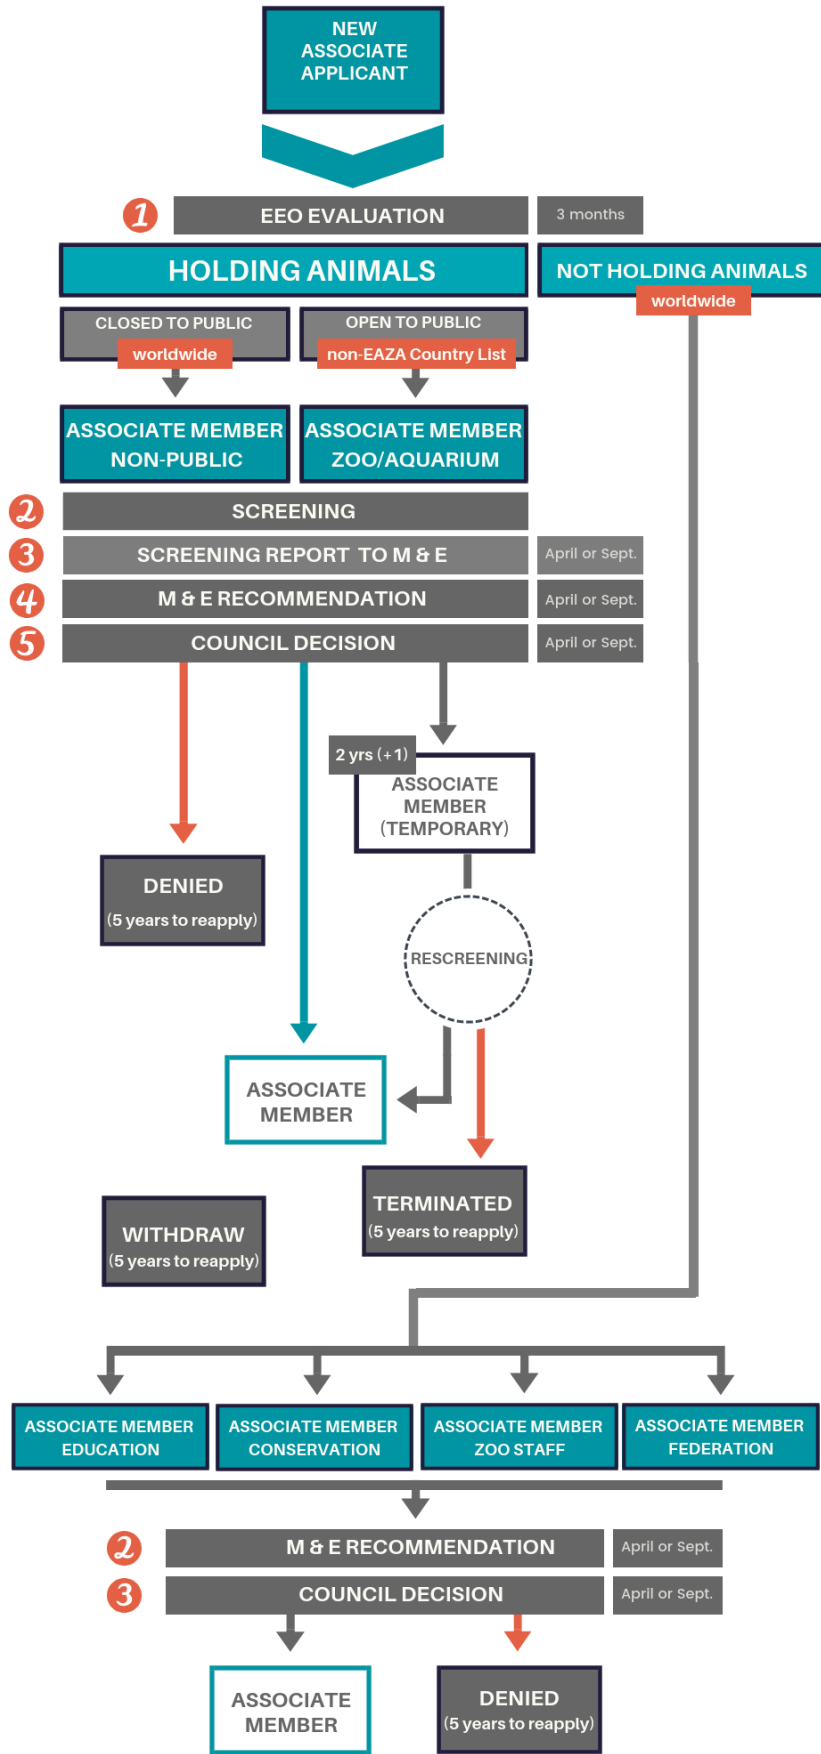 NEW
ASSOCIATE
APPLICANT
1
EEO EVALUATION
3 months
HOLDING ANIMALS
NOT HOLDING ANIMALS
worldwide
CLOSED TO PUBLIC
worldwide
OPEN TO PUBLIC
non-EAZA Country List
ASSOCIATE MEMBER
NON-PUBLIC
ASSOCIATE MEMBER
ZOO/AQUARIUM
2
SCREENING
3
SCREENING REPORT TO M & E
April or Sept.
4
M & E RECOMMENDATION
April or Sept.
5
COUNCIL DECISION
April or Sept.
2 yrs (+1)
ASSOCIATE
MEMBER
(TEMPORARY)
DENIED
(5 years to reapply)
RESCREENING
ASSOCIATE
MEMBER
TERMINATED
(5 years to reapply)
WITHDRAW
(5 years to reapply)
ASSOCIATE MEMBER
EDUCATION
ASSOCIATE MEMBER
CONSERVATION
ASSOCIATE MEMBER
ZOO STAFF
ASSOCIATE MEMBER
FEDERATION
2
M & E RECOMMENDATION
April or Sept.
3
COUNCIL DECISION
April or Sept.
ASSOCIATE
MEMBER
DENIED
(5 years to reapply)